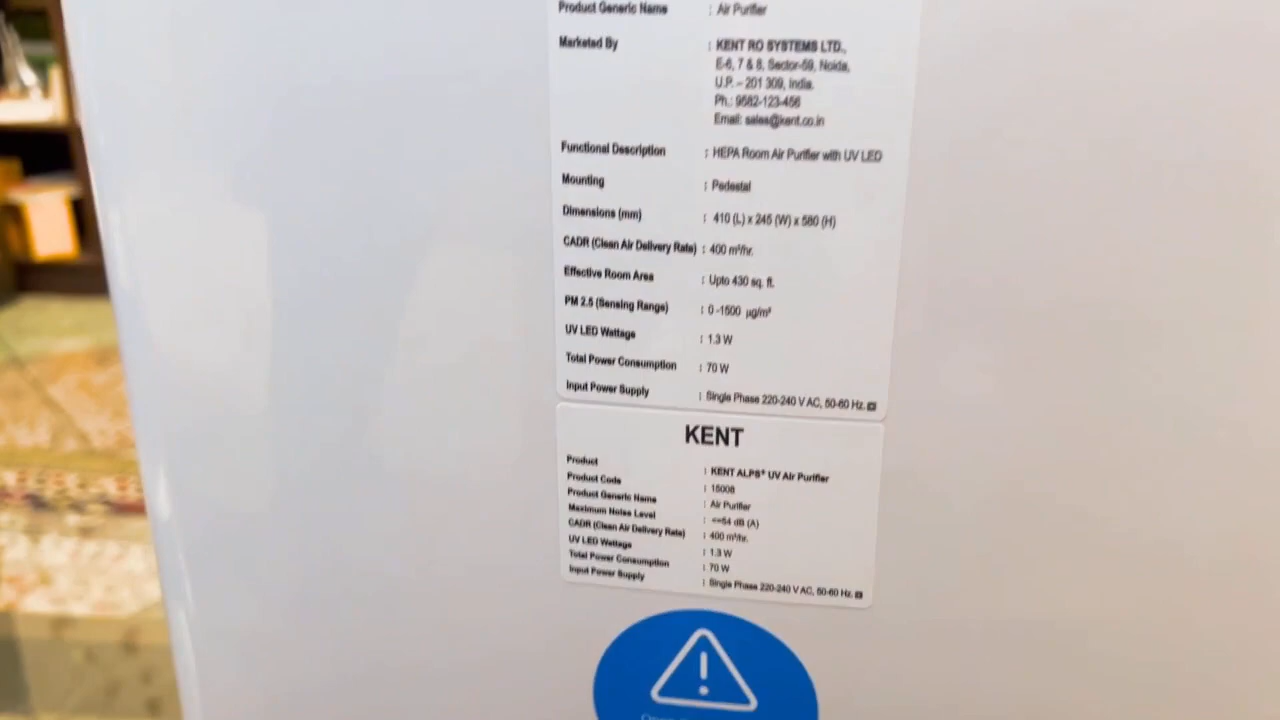 Product Generic Name : Air Purifier
Marketed By : KENT RO SYSTEMS LTD.,
E-6, 7 & 8, Sector-59, Noida,
U.P. – 201 309, India.
Ph.: 9582-123-456
Email: sales@kent.co.in
Functional Description : HEPA Room Air Purifier with UV LED
Mounting : Pedestal
Dimensions (mm) : 410 (L) x 245 (W) x 580 (H)
CADR (Clean Air Delivery Rate) : 400 m³/hr.
Effective Room Area : Upto 430 sq. ft.
PM 2.5 (Sensing Range) : 0 -1500 µg/m³
UV LED Wattage : 1.3 W
Total Power Consumption : 70 W
Input Power Supply : Single Phase 220-240 V AC, 50-60 Hz.
KENT
Product : KENT ALPS+ UV Air Purifier
Product Code : 15008
Product Generic Name : Air Purifier
Maximum Noise Level : <=54 dB (A)
CADR (Clean Air Delivery Rate) : 400 m³/hr.
UV LED Wattage : 1.3 W
Total Power Consumption : 70 W
Input Power Supply : Single Phase 220-240 V AC, 50-60 Hz.